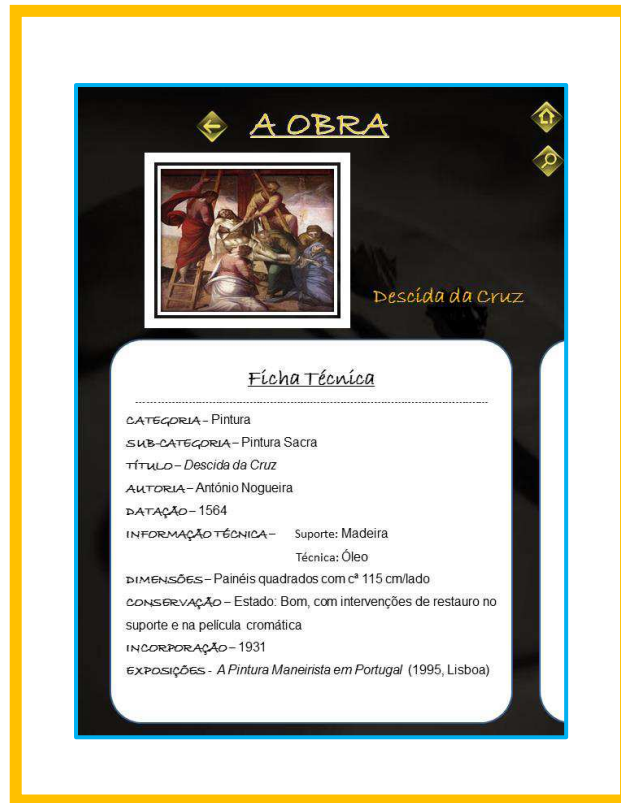 A OBRA
Descida da Cruz
Ficha Técnica
CATEGORIA – Pintura
SUB-CATEGORIA – Pintura Sacra
TÍTULO – Descida da Cruz
AUTORIA – António Nogueira
DATAÇÃO – 1564
INFORMAÇÃO TÉCNICA – Suporte: Madeira
Técnica: Óleo
DIMENSÕES – Painéis quadrados com cª 115 cm/lado
CONSERVAÇÃO – Estado: Bom, com intervenções de restauro no
suporte e na película cromática
INCORPORAÇÃO – 1931
EXPOSIÇÕES - A Pintura Maneirista em Portugal (1995, Lisboa)